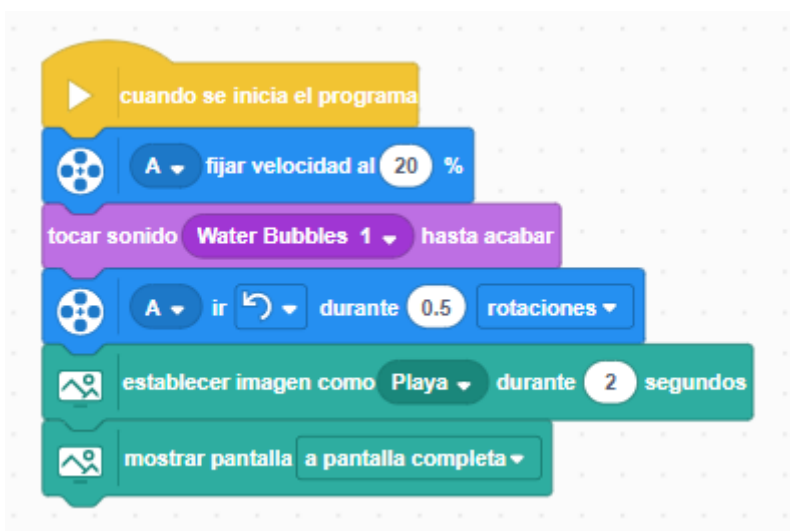 cuando se inicia el programa
A fijar velocidad al 20 %
tocar sonido Water Bubbles 1 hasta acabar
A ir durante 0.5 rotaciones
establecer imagen como Playa durante 2 segundos
mostrar pantalla a pantalla completa